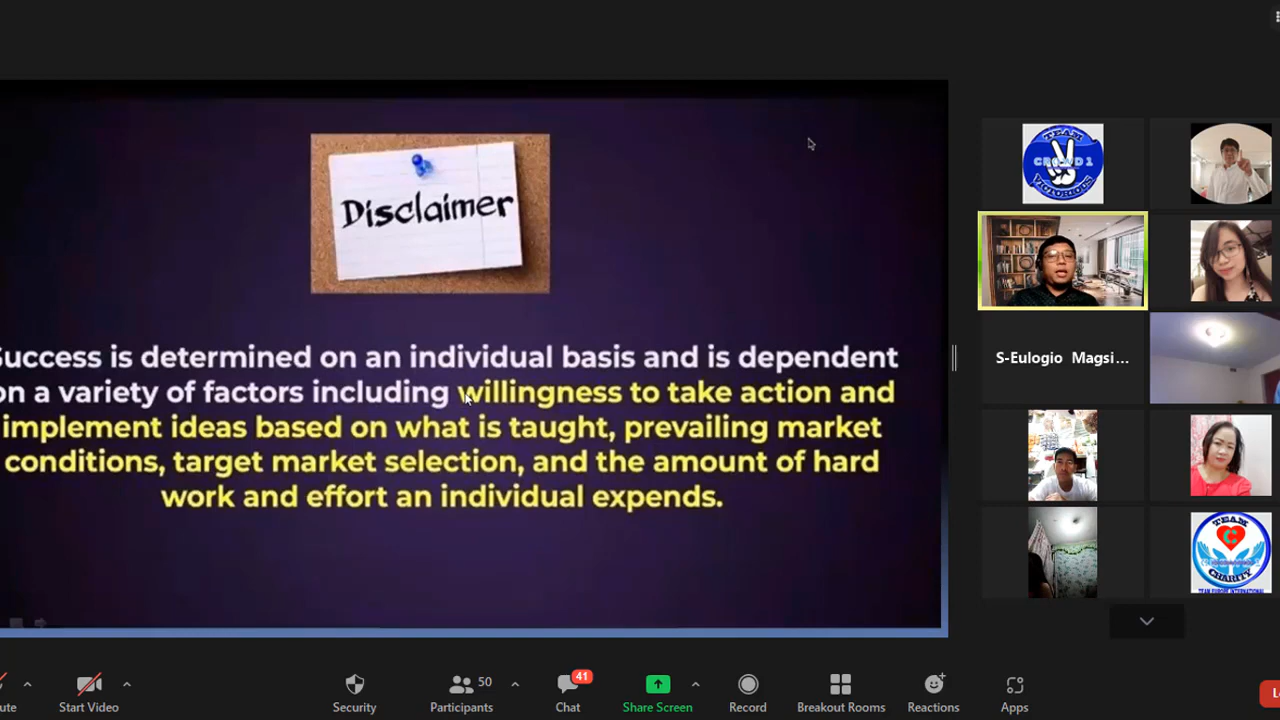 Disclaimer
Success is determined on an individual basis and is dependent
on a variety of factors including willingness to take action and
implement ideas based on what is taught, prevailing market
conditions, target market selection, and the amount of hard
work and effort an individual expends.
TEAM
CROWD 1
VICTORIOUS
S-Eulogio Magsi...
TEAM
C
CHARITY
ute
Start Video
Security
50
Participants
41
Chat
Share Screen
Record
Breakout Rooms
Reactions
Apps